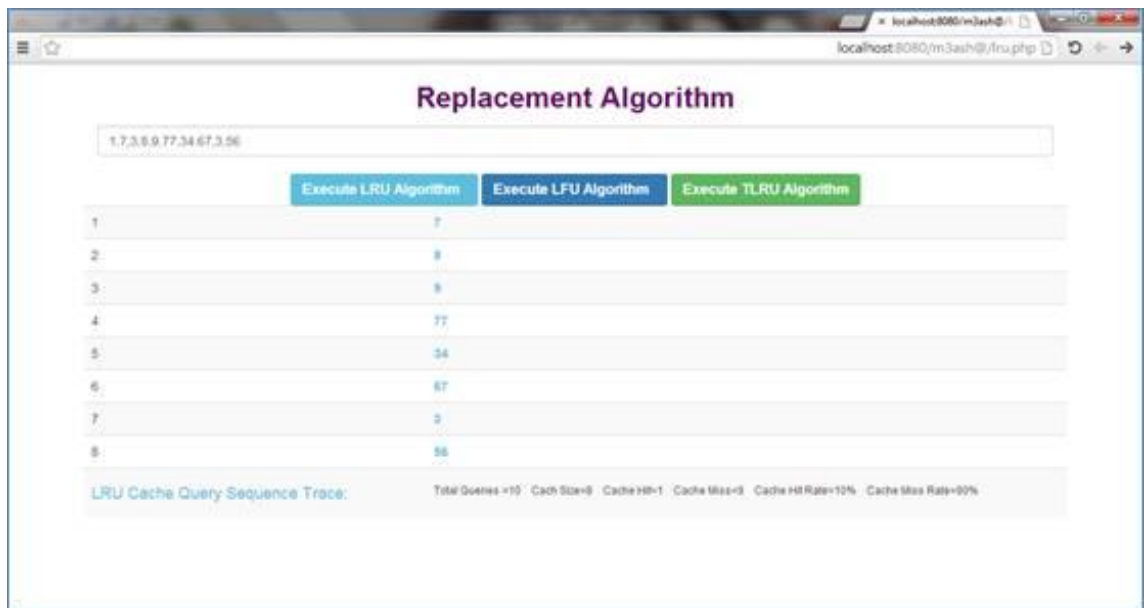 localhost:8080/m3ash@/l
localhost:8080/m3ash@/lru.php
Replacement Algorithm
1,7,3,8,9,77,34,67,3,56
Execute LRU Algorithm Execute LFU Algorithm Execute TLRU Algorithm
1 7
2 8
3 9
4 77
5 34
6 67
7 3
8 56
LRU Cache Query Sequence Trace: Total Queries =10 Cach Size=8 Cache Hit=1 Cache Miss=9 Cache Hit Rate=10% Cache Miss Rate=90%